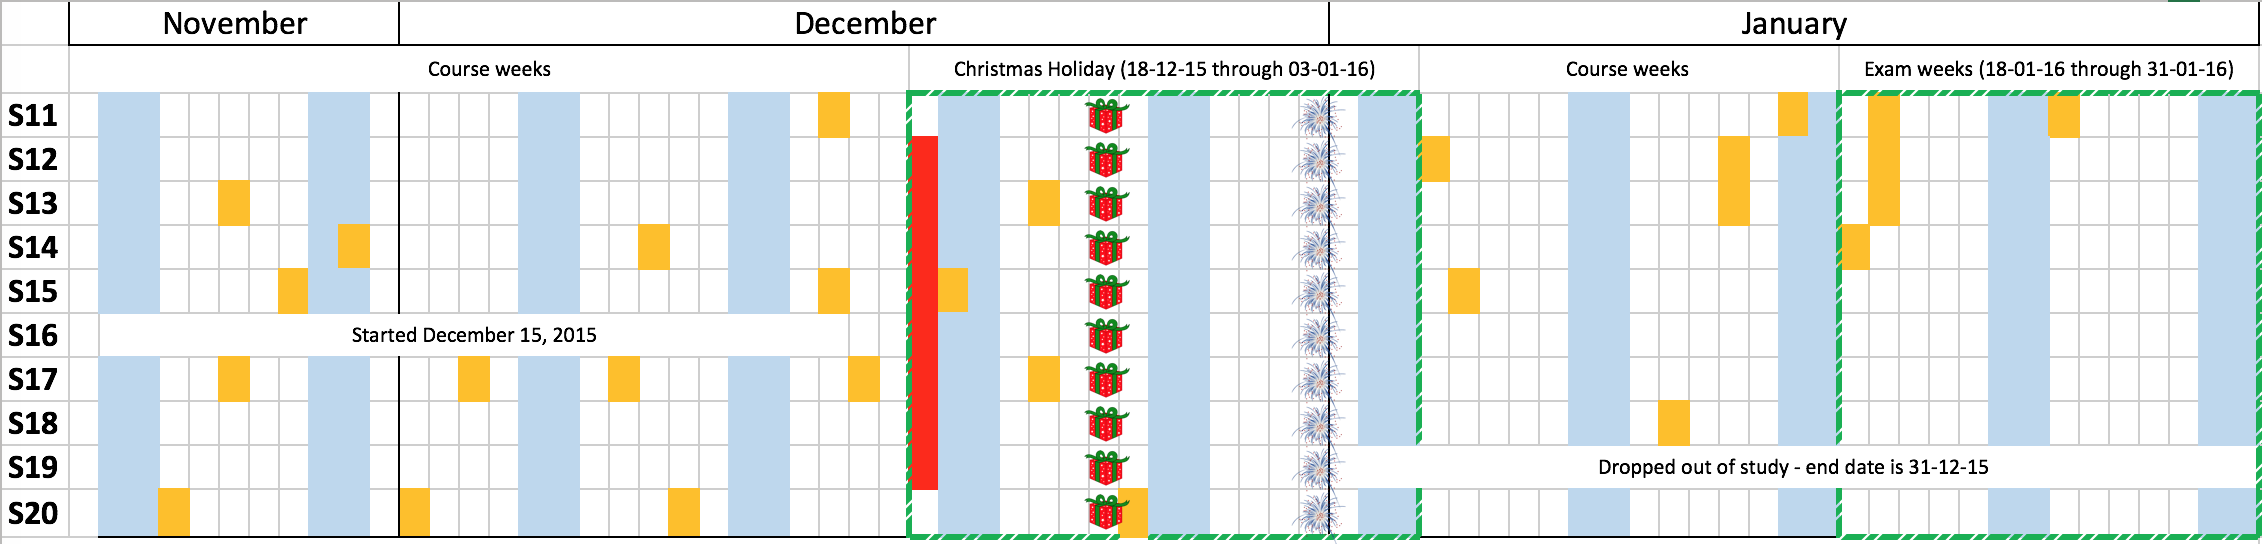 November December January
Course weeks Christmas Holiday (18-12-15 through 03-01-16) Course weeks Exam weeks (18-01-16 through 31-01-16)
S11
S12
S13
S14
S15
S16 Started December 15, 2015
S17
S18
S19 Dropped out of study - end date is 31-12-15
S20